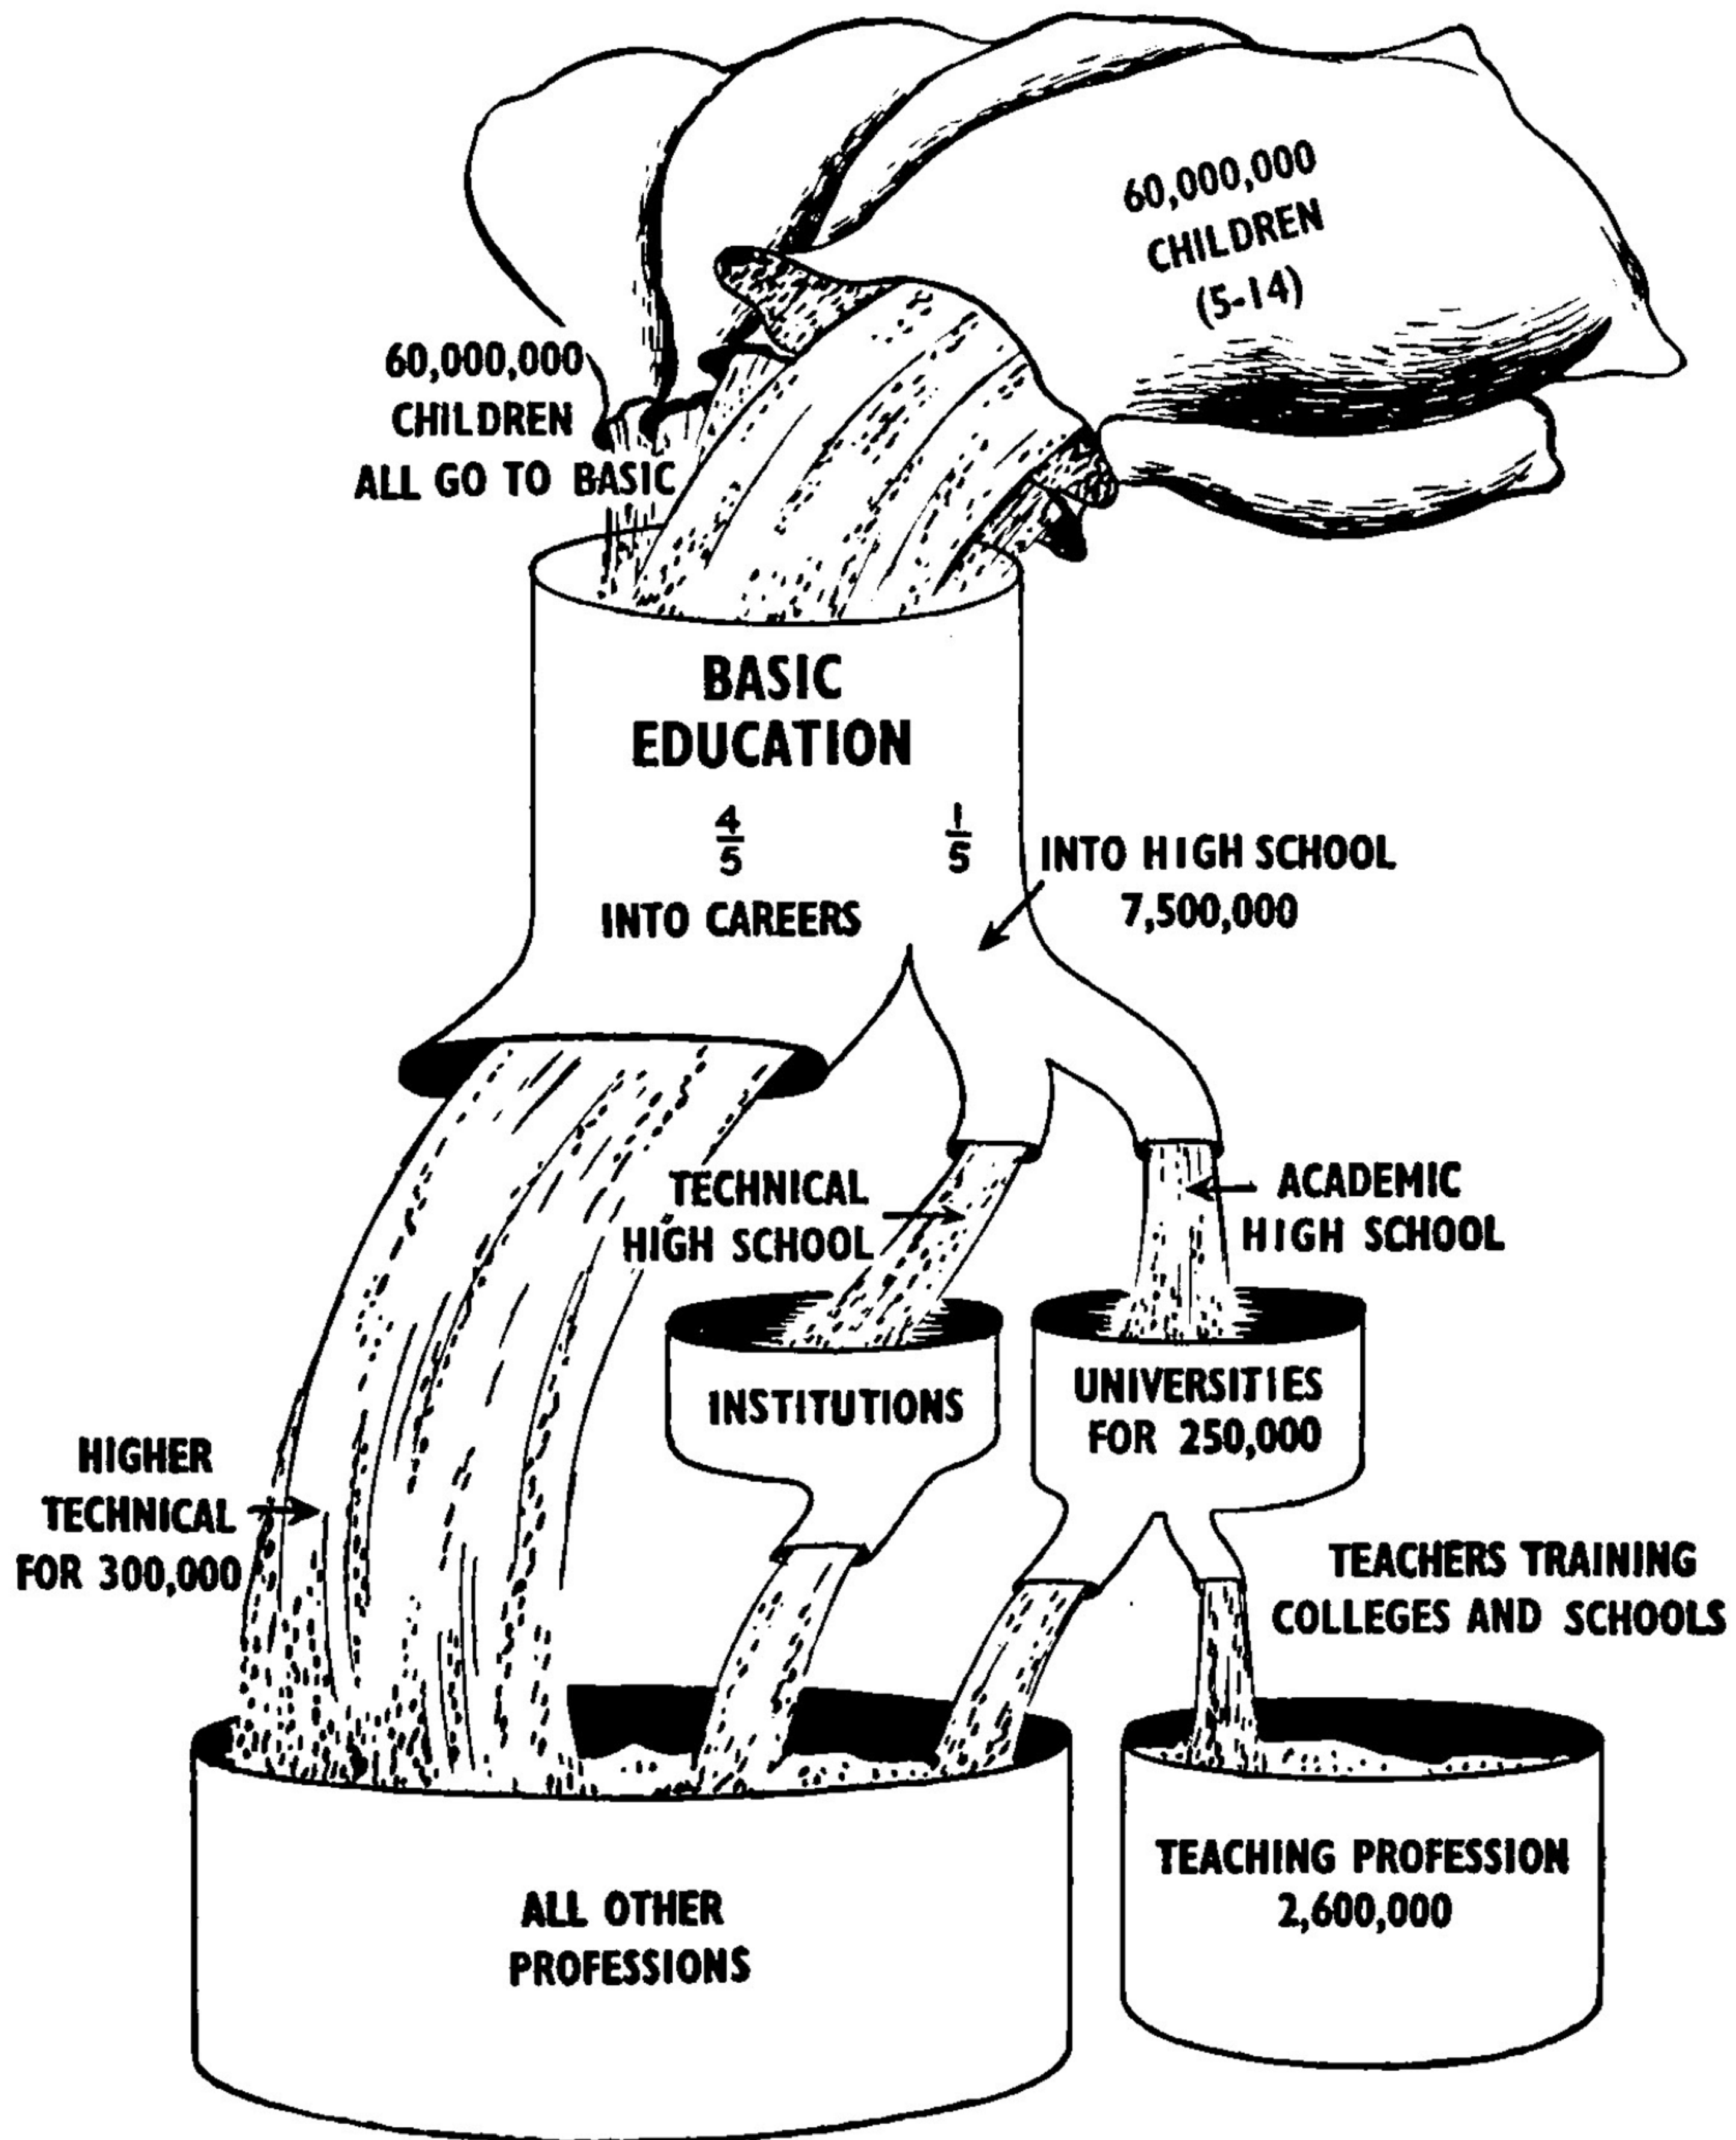 60,000,000
CHILDREN
(5-14)
60,000,000
CHILDREN
ALL GO TO BASIC
BASIC
EDUCATION
4/5
1/5
INTO CAREERS
INTO HIGH SCHOOL
7,500,000
TECHNICAL
HIGH SCHOOL
ACADEMIC
HIGH SCHOOL
INSTITUTIONS
UNIVERSITIES
FOR 250,000
HIGHER
TECHNICAL
FOR 300,000
TEACHERS TRAINING
COLLEGES AND SCHOOLS
ALL OTHER
PROFESSIONS
TEACHING PROFESSION
2,600,000